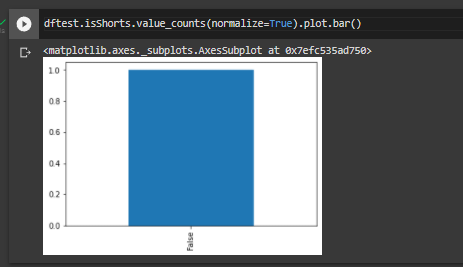 dftest.isShorts.value_counts(normalize=True).plot.bar()
<matplotlib.axes._subplots.AxesSubplot at 0x7efc535ad750>
1.0
0.8
0.6
0.4
0.2
0.0
False